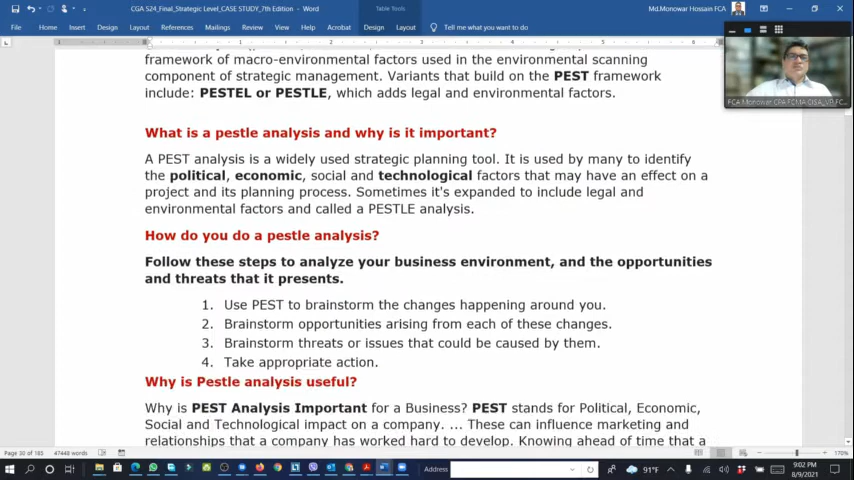 CGA S24_Final_Strategic Level_CASE STUDY_7th Edition - Word
Table Tools
Md.Monowar Hossain FCA
File Home Insert Design Layout References Mailings Review View Help Acrobat Design Layout Tell me what you want to do
framework of macro-environmental factors used in the environmental scanning
component of strategic management. Variants that build on the PEST framework
include: PESTEL or PESTLE, which adds legal and environmental factors.
FCA Monowar CPA FCMA CISA_VP,FC...
What is a pestle analysis and why is it important?
A PEST analysis is a widely used strategic planning tool. It is used by many to identify
the political, economic, social and technological factors that may have an effect on a
project and its planning process. Sometimes it's expanded to include legal and
environmental factors and called a PESTLE analysis.
How do you do a pestle analysis?
Follow these steps to analyze your business environment, and the opportunities
and threats that it presents.
1. Use PEST to brainstorm the changes happening around you.
2. Brainstorm opportunities arising from each of these changes.
3. Brainstorm threats or issues that could be caused by them.
4. Take appropriate action.
Why is Pestle analysis useful?
Why is PEST Analysis Important for a Business? PEST stands for Political, Economic,
Social and Technological impact on a company. ... These can influence marketing and
relationships that a company has worked hard to develop. Knowing ahead of time that a
Page 30 of 185 47449 words
170%
Address
91°F
9:02 PM
8/9/2021